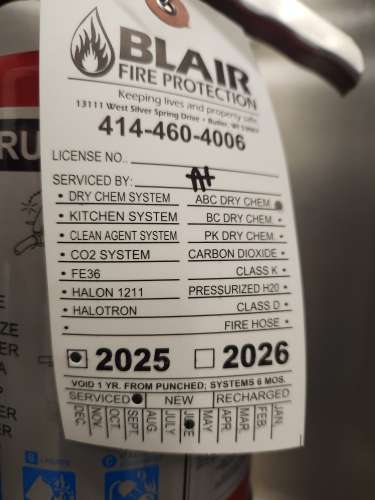 BLAIR
FIRE PROTECTION
Keeping lives and property safe
13111 West Silver Spring Drive • Butler, WI
414-460-4006
LICENSE NO..
SERVICED BY: A+
• DRY CHEM SYSTEM ABC DRY CHEM
• KITCHEN SYSTEM BC DRY CHEM •
• CLEAN AGENT SYSTEM PK DRY CHEM •
• CO2 SYSTEM CARBON DIOXIDE •
• FE36 CLASS K •
• HALON 1211 PRESSURIZED H20 •
• HALOTRON CLASS D •
• FIRE HOSE •
2025 2026
VOID 1 YR. FROM PUNCHED; SYSTEMS 6 MOS.
SERVICED NEW RECHARGED
DEC. NOV. OCT. SEPT. AUG. JULY JUNE MAY APR. MAR. FEB. JAN.
RU
ZE
ER